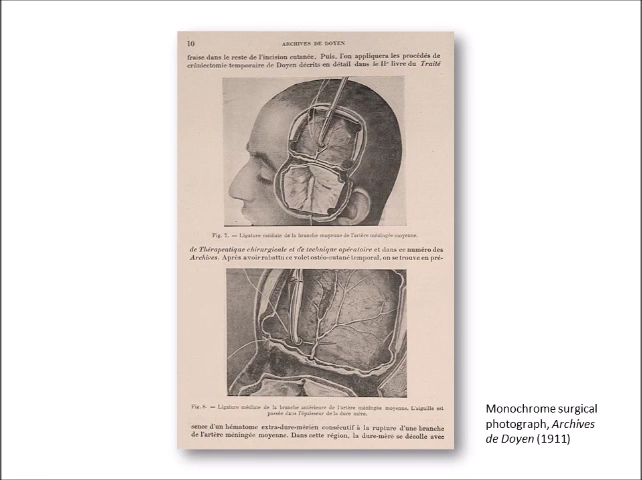 10 ARCHIVES DE DOYEN
fraise dans le reste de l'incision cutanée. Puis, l'on appliquera les procédés de
crâniectomie temporaire de Doyen décrits en détail dans le IIe livre du Traité
Fig. 7. — Ligature médiate de la branche moyenne de l'artère méningée moyenne.
de Thérapeutique chirurgicale et de technique opératoire et dans ce numéro des
Archives. Après avoir rabattu ce volet ostéo-cutané temporal, on se trouve en pré-
Fig. 8. — Ligature médiate de la branche antérieure de l'artère méningée moyenne. L'aiguille est
passée dans l'épaisseur de la dure mère.
sence d'un hématome extra-dure-mérien consécutif à la rupture d'une branche
de l'artère méningée moyenne. Dans cette région, la dure-mère se décolle avec
Monochrome surgical
photograph, Archives
de Doyen (1911)